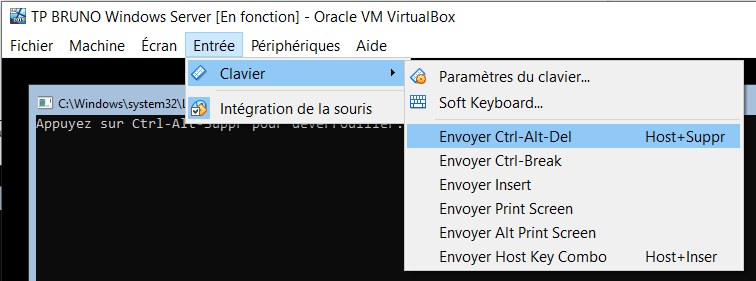 TP BRUNO Windows Server [En fonction] - Oracle VM VirtualBox
Fichier Machine Écran Entrée Périphériques Aide
Clavier
Intégration de la souris
Paramètres du clavier...
Soft Keyboard...
Envoyer Ctrl-Alt-Del Host+Suppr
Envoyer Ctrl-Break
Envoyer Insert
Envoyer Print Screen
Envoyer Alt Print Screen
Envoyer Host Key Combo Host+Inser
C:\Windows\system32\L
Appuyez sur Ctrl-Alt-Suppr pour déverrouiller.